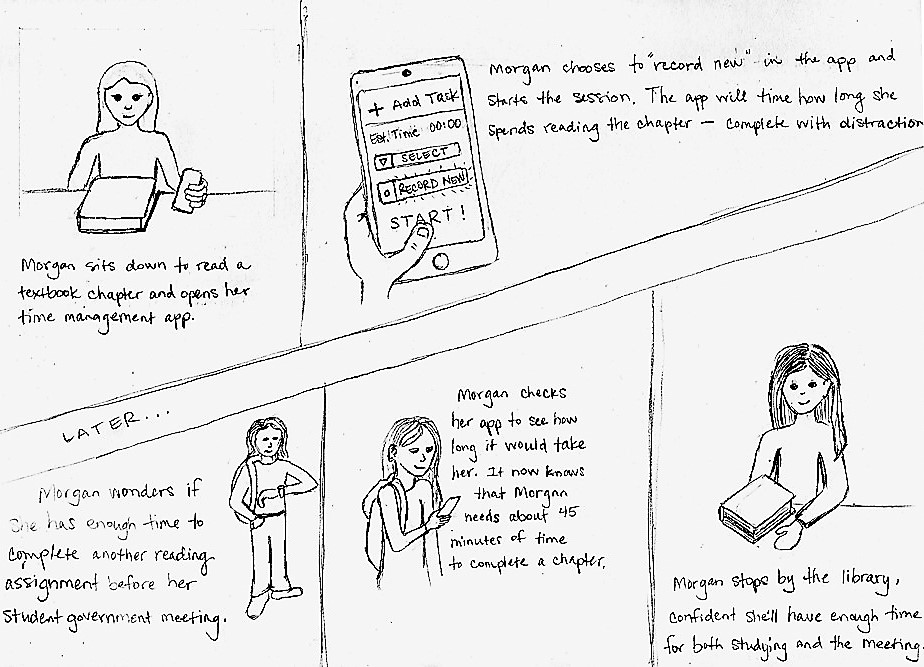 Morgan sits down to read a
textbook chapter and opens her
time management app.
+ Add Task
Est. Time 00:00
SELECT
RECORD NEW
START!
Morgan chooses to "record new" in the app and
starts the session. The app will time how long she
spends reading the chapter — complete with distraction
LATER...
Morgan wonders if
she has enough time to
complete another reading
assignment before her
student government meeting.
Morgan checks
her app to see how
long it would take
her. It now knows
that Morgan
needs about 45
minutes of time
to complete a chapter.
Morgan stops by the library,
confident she'll have enough time
for both studying and the meeting